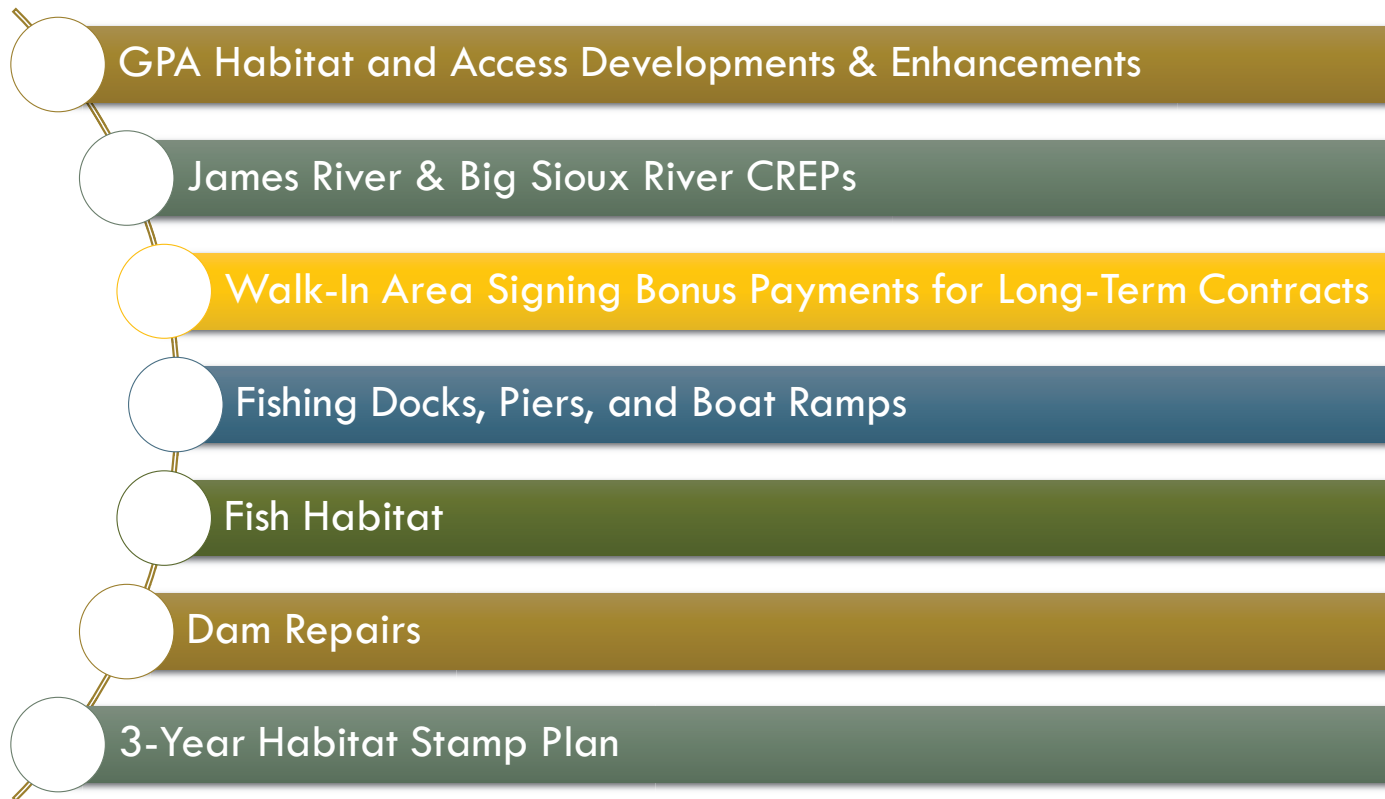 GPA Habitat and Access Developments & Enhancements
James River & Big Sioux River CREPs
Walk-In Area Signing Bonus Payments for Long-Term Contracts
Fishing Docks, Piers, and Boat Ramps
Fish Habitat
Dam Repairs
3-Year Habitat Stamp Plan